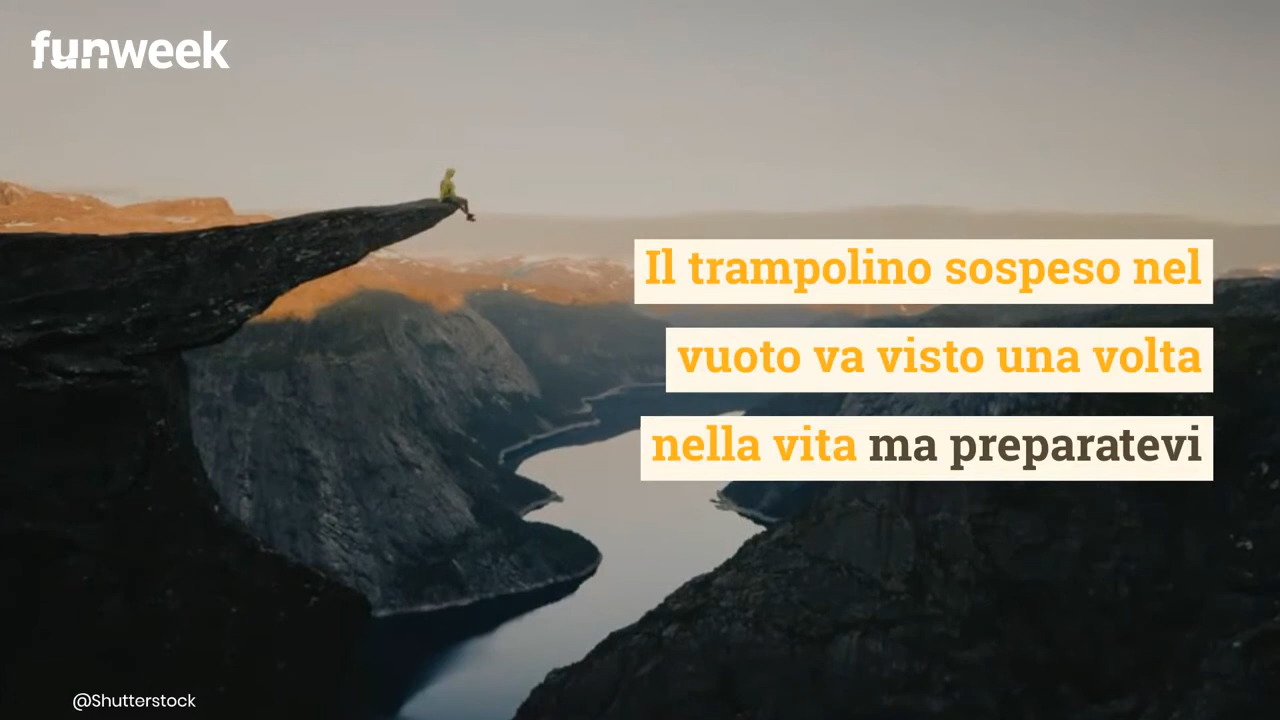 funweek
Il trampolino sospeso nel
vuoto va visto una volta
nella vita ma preparatevi
@Shutterstock